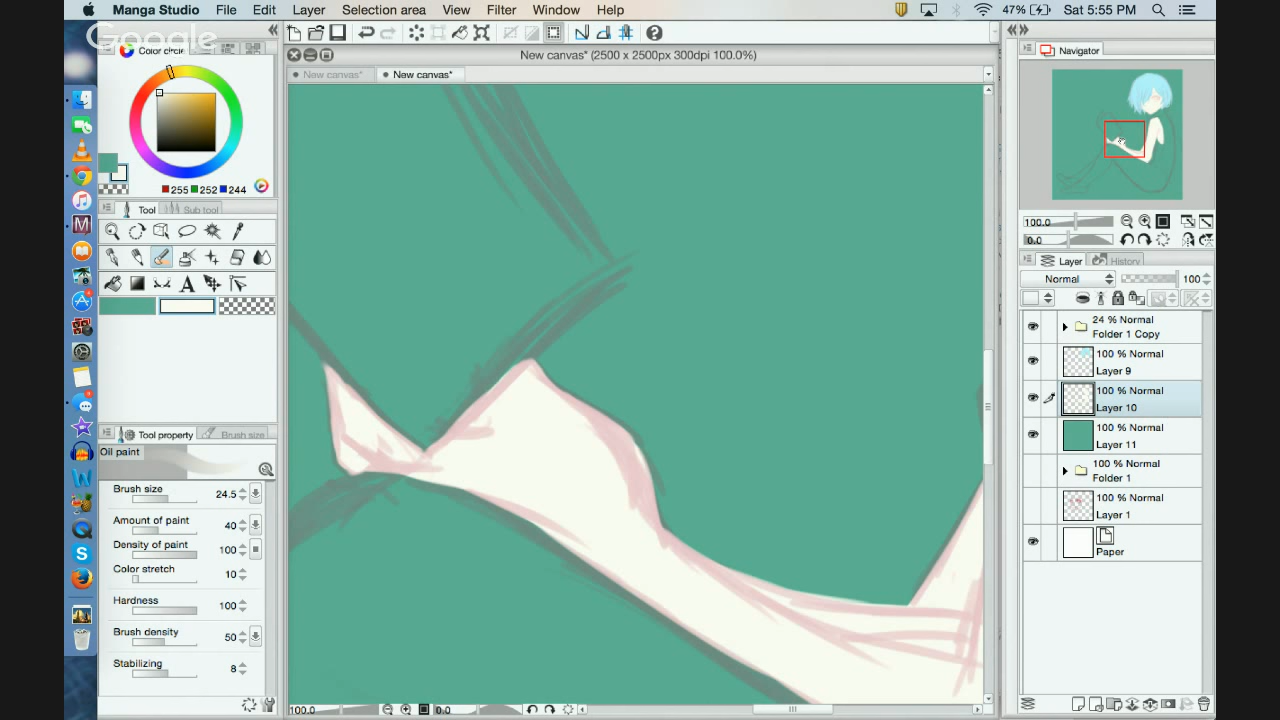 Manga Studio File Edit Layer Selection area View Filter Window Help
47% Sat 5:55 PM
Google
Color circle
New canvas* (2500 x 2500px 300dpi 100.0%)
New canvas*
New canvas*
Navigator
255 252 244
Tool
Sub tool
100.0
0.0
Layer
History
Normal
100
24 % Normal
Folder 1 Copy
100 % Normal
Layer 9
100 % Normal
Layer 10
100 % Normal
Layer 11
100 % Normal
Folder 1
100 % Normal
Layer 1
Paper
Tool property
Brush size
Oil paint
Brush size 24.5
Amount of paint 40
Density of paint 100
Color stretch 10
Hardness 100
Brush density 50
Stabilizing 8
100.0
0.0